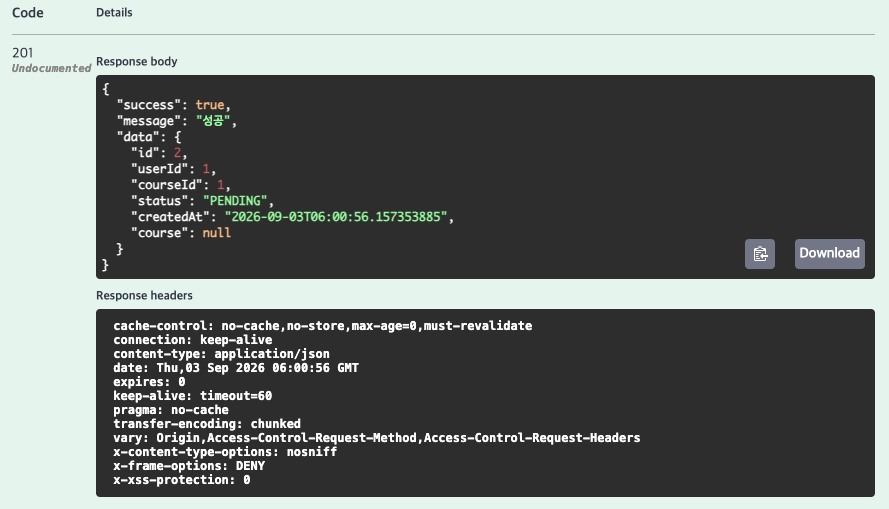 Code Details
201
Undocumented
Response body
{
  "success": true,
  "message": "성공",
  "data": {
    "id": 2,
    "userId": 1,
    "courseId": 1,
    "status": "PENDING",
    "createdAt": "2026-09-03T06:00:56.157353885",
    "course": null
  }
}
Download
Response headers
cache-control: no-cache,no-store,max-age=0,must-revalidate
connection: keep-alive
content-type: application/json
date: Thu,03 Sep 2026 06:00:56 GMT
expires: 0
keep-alive: timeout=60
pragma: no-cache
transfer-encoding: chunked
vary: Origin,Access-Control-Request-Method,Access-Control-Request-Headers
x-content-type-options: nosniff
x-frame-options: DENY
x-xss-protection: 0